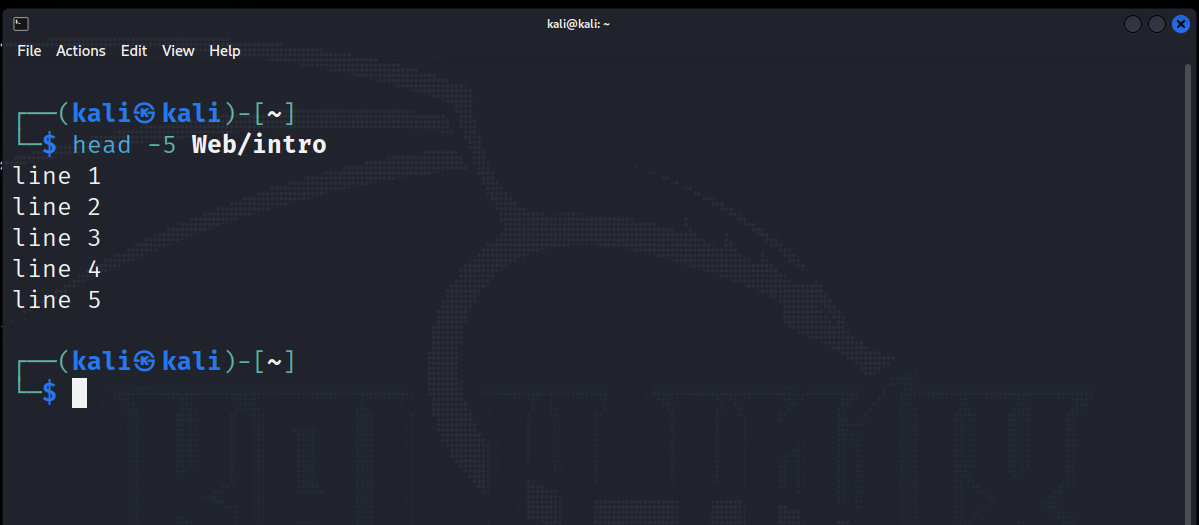 kali@kali: ~
File Actions Edit View Help
┌──(kali㉿kali)-[~]
└─$ head -5 Web/intro
line 1
line 2
line 3
line 4
line 5
┌──(kali㉿kali)-[~]
└─$